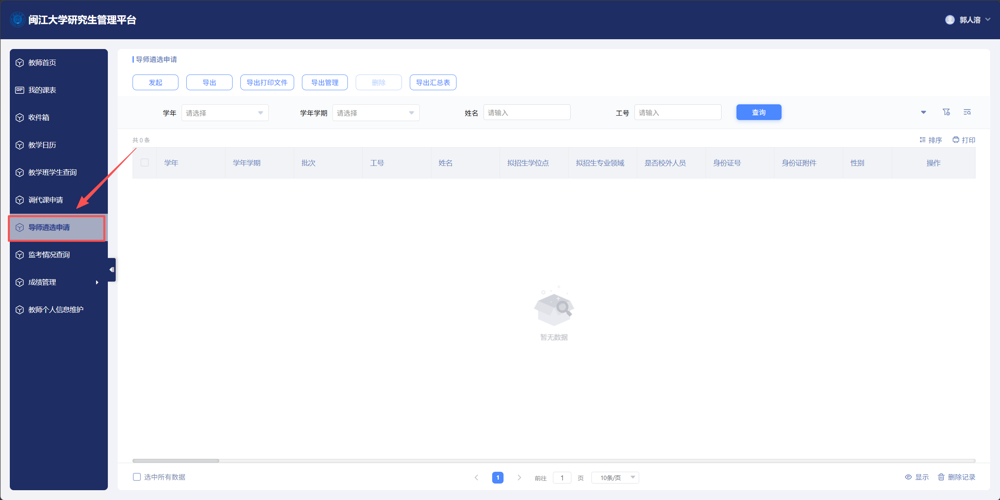 闽江大学研究生管理平台
郭人溶
教师首页
我的课表
收件箱
教学日历
教学班学生查询
调代课申请
导师遴选申请
监考情况查询
成绩管理
教师个人信息维护
导师遴选申请
发起 导出 导出打印文件 导出管理 删除 导出汇总表
学年 请选择 学年学期 请选择 姓名 请输入 工号 请输入 查询
共 0 条 排序 打印
学年 学年学期 批次 工号 姓名 拟招生学位点 拟招生专业领域 是否校外人员 身份证号 身份证附件 性别 操作
暂无数据
选中所有数据 1 前往 1 页 10条/页 显示 删除记录